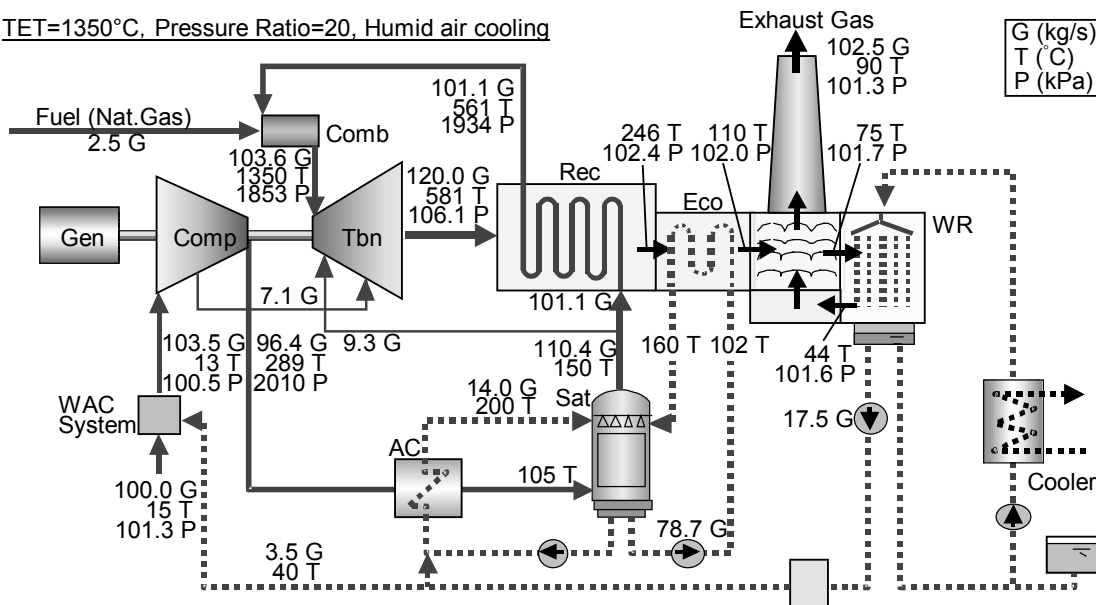 TET=1350°C, Pressure Ratio=20, Humid air cooling
Exhaust Gas
102.5 G
90 T
101.3 P
G (kg/s)
T (°C)
P (kPa)
Fuel (Nat.Gas)
2.5 G
Comb
101.1 G
561 T
1934 P
103.6 G
1350 T
1853 P
120.0 G
581 T
106.1 P
246 T
102.4 P
110 T
102.0 P
75 T
101.7 P
Rec
Eco
WR
Gen
Comp
Tbn
7.1 G
101.1 G
103.5 G
13 T
100.5 P
96.4 G
289 T
2010 P
9.3 G
110.4 G
150 T
160 T
102 T
44 T
101.6 P
WAC
System
14.0 G
200 T
Sat
17.5 G
AC
105 T
Cooler
100.0 G
15 T
101.3 P
78.7 G
3.5 G
40 T